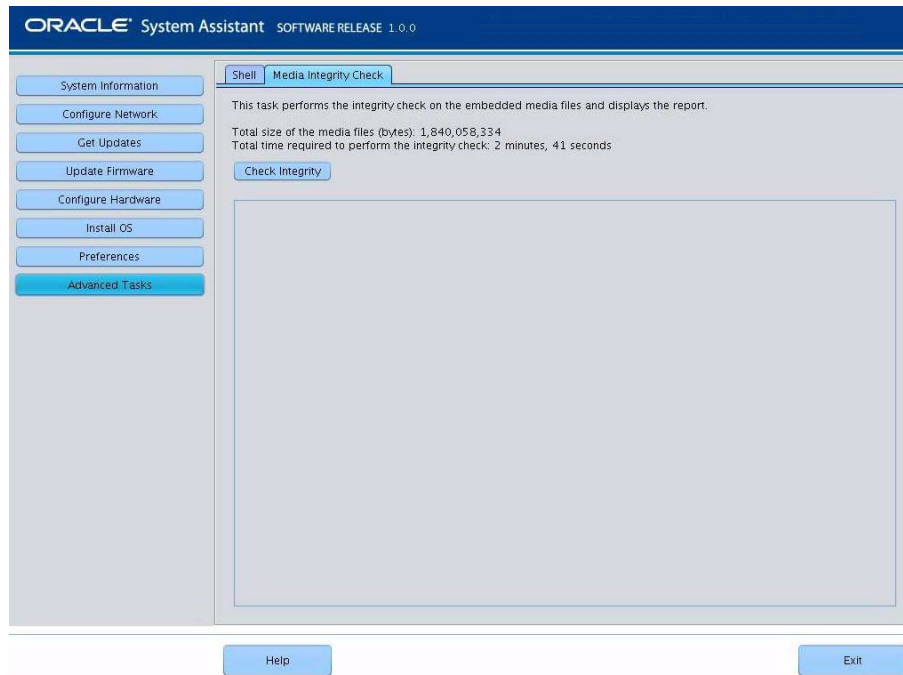 ORACLE System Assistant SOFTWARE RELEASE 1.0.0
System Information
Configure Network
Get Updates
Update Firmware
Configure Hardware
Install OS
Preferences
Advanced Tasks
Shell
Media Integrity Check
This task performs the integrity check on the embedded media files and displays the report.
Total size of the media files (bytes): 1,840,058,334
Total time required to perform the integrity check: 2 minutes, 41 seconds
Check Integrity
Help
Exit